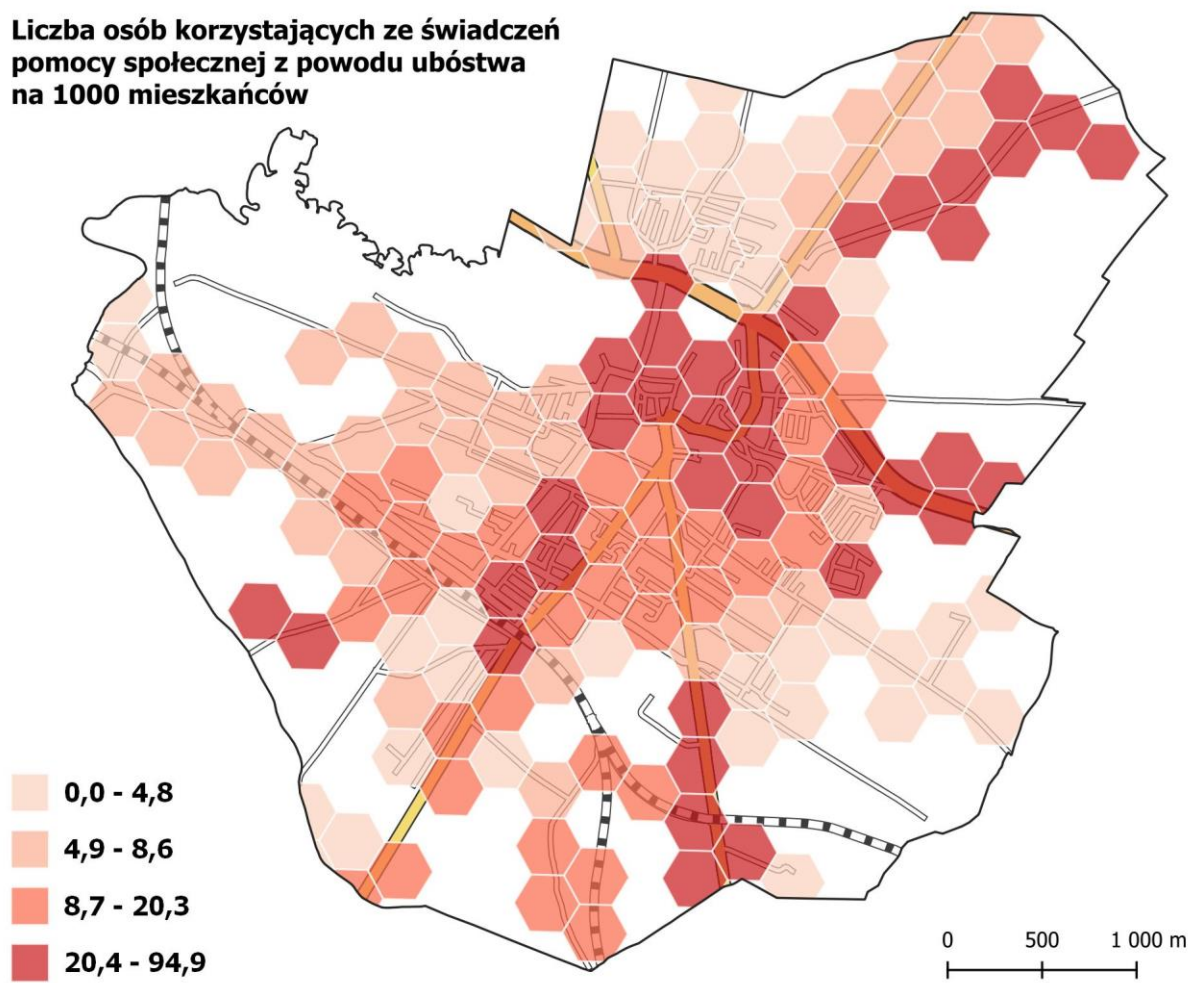 Liczba osób korzystających ze świadczeń
pomocy społecznej z powodu ubóstwa
na 1000 mieszkańców
0,0 - 4,8
4,9 - 8,6
8,7 - 20,3
20,4 - 94,9
0 500 1 000 m